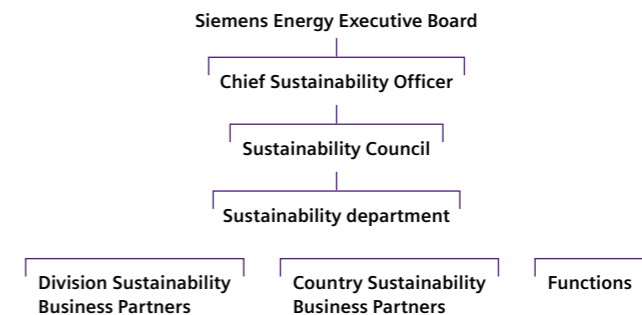 Siemens Energy Executive Board
Chief Sustainability Officer
Sustainability Council
Sustainability department
Division Sustainability
Business Partners
Country Sustainability
Business Partners
Functions